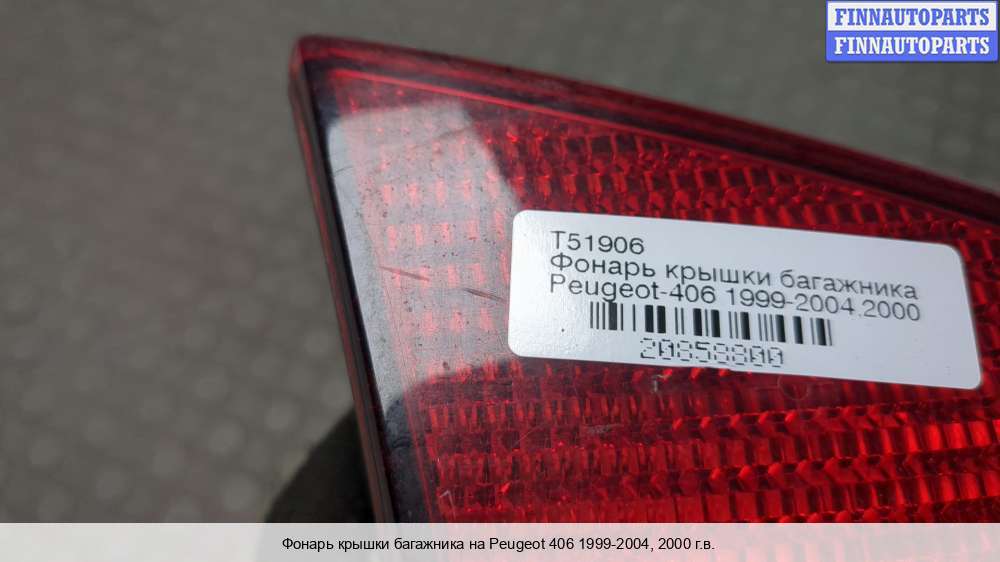 FINNAUTOPARTS
FINNAUTOPARTS
T51906
Фонарь крышки багажника
Peugeot-406 1999-2004,2000
20858800
Фонарь крышки багажника на Peugeot 406 1999-2004, 2000 г.в.